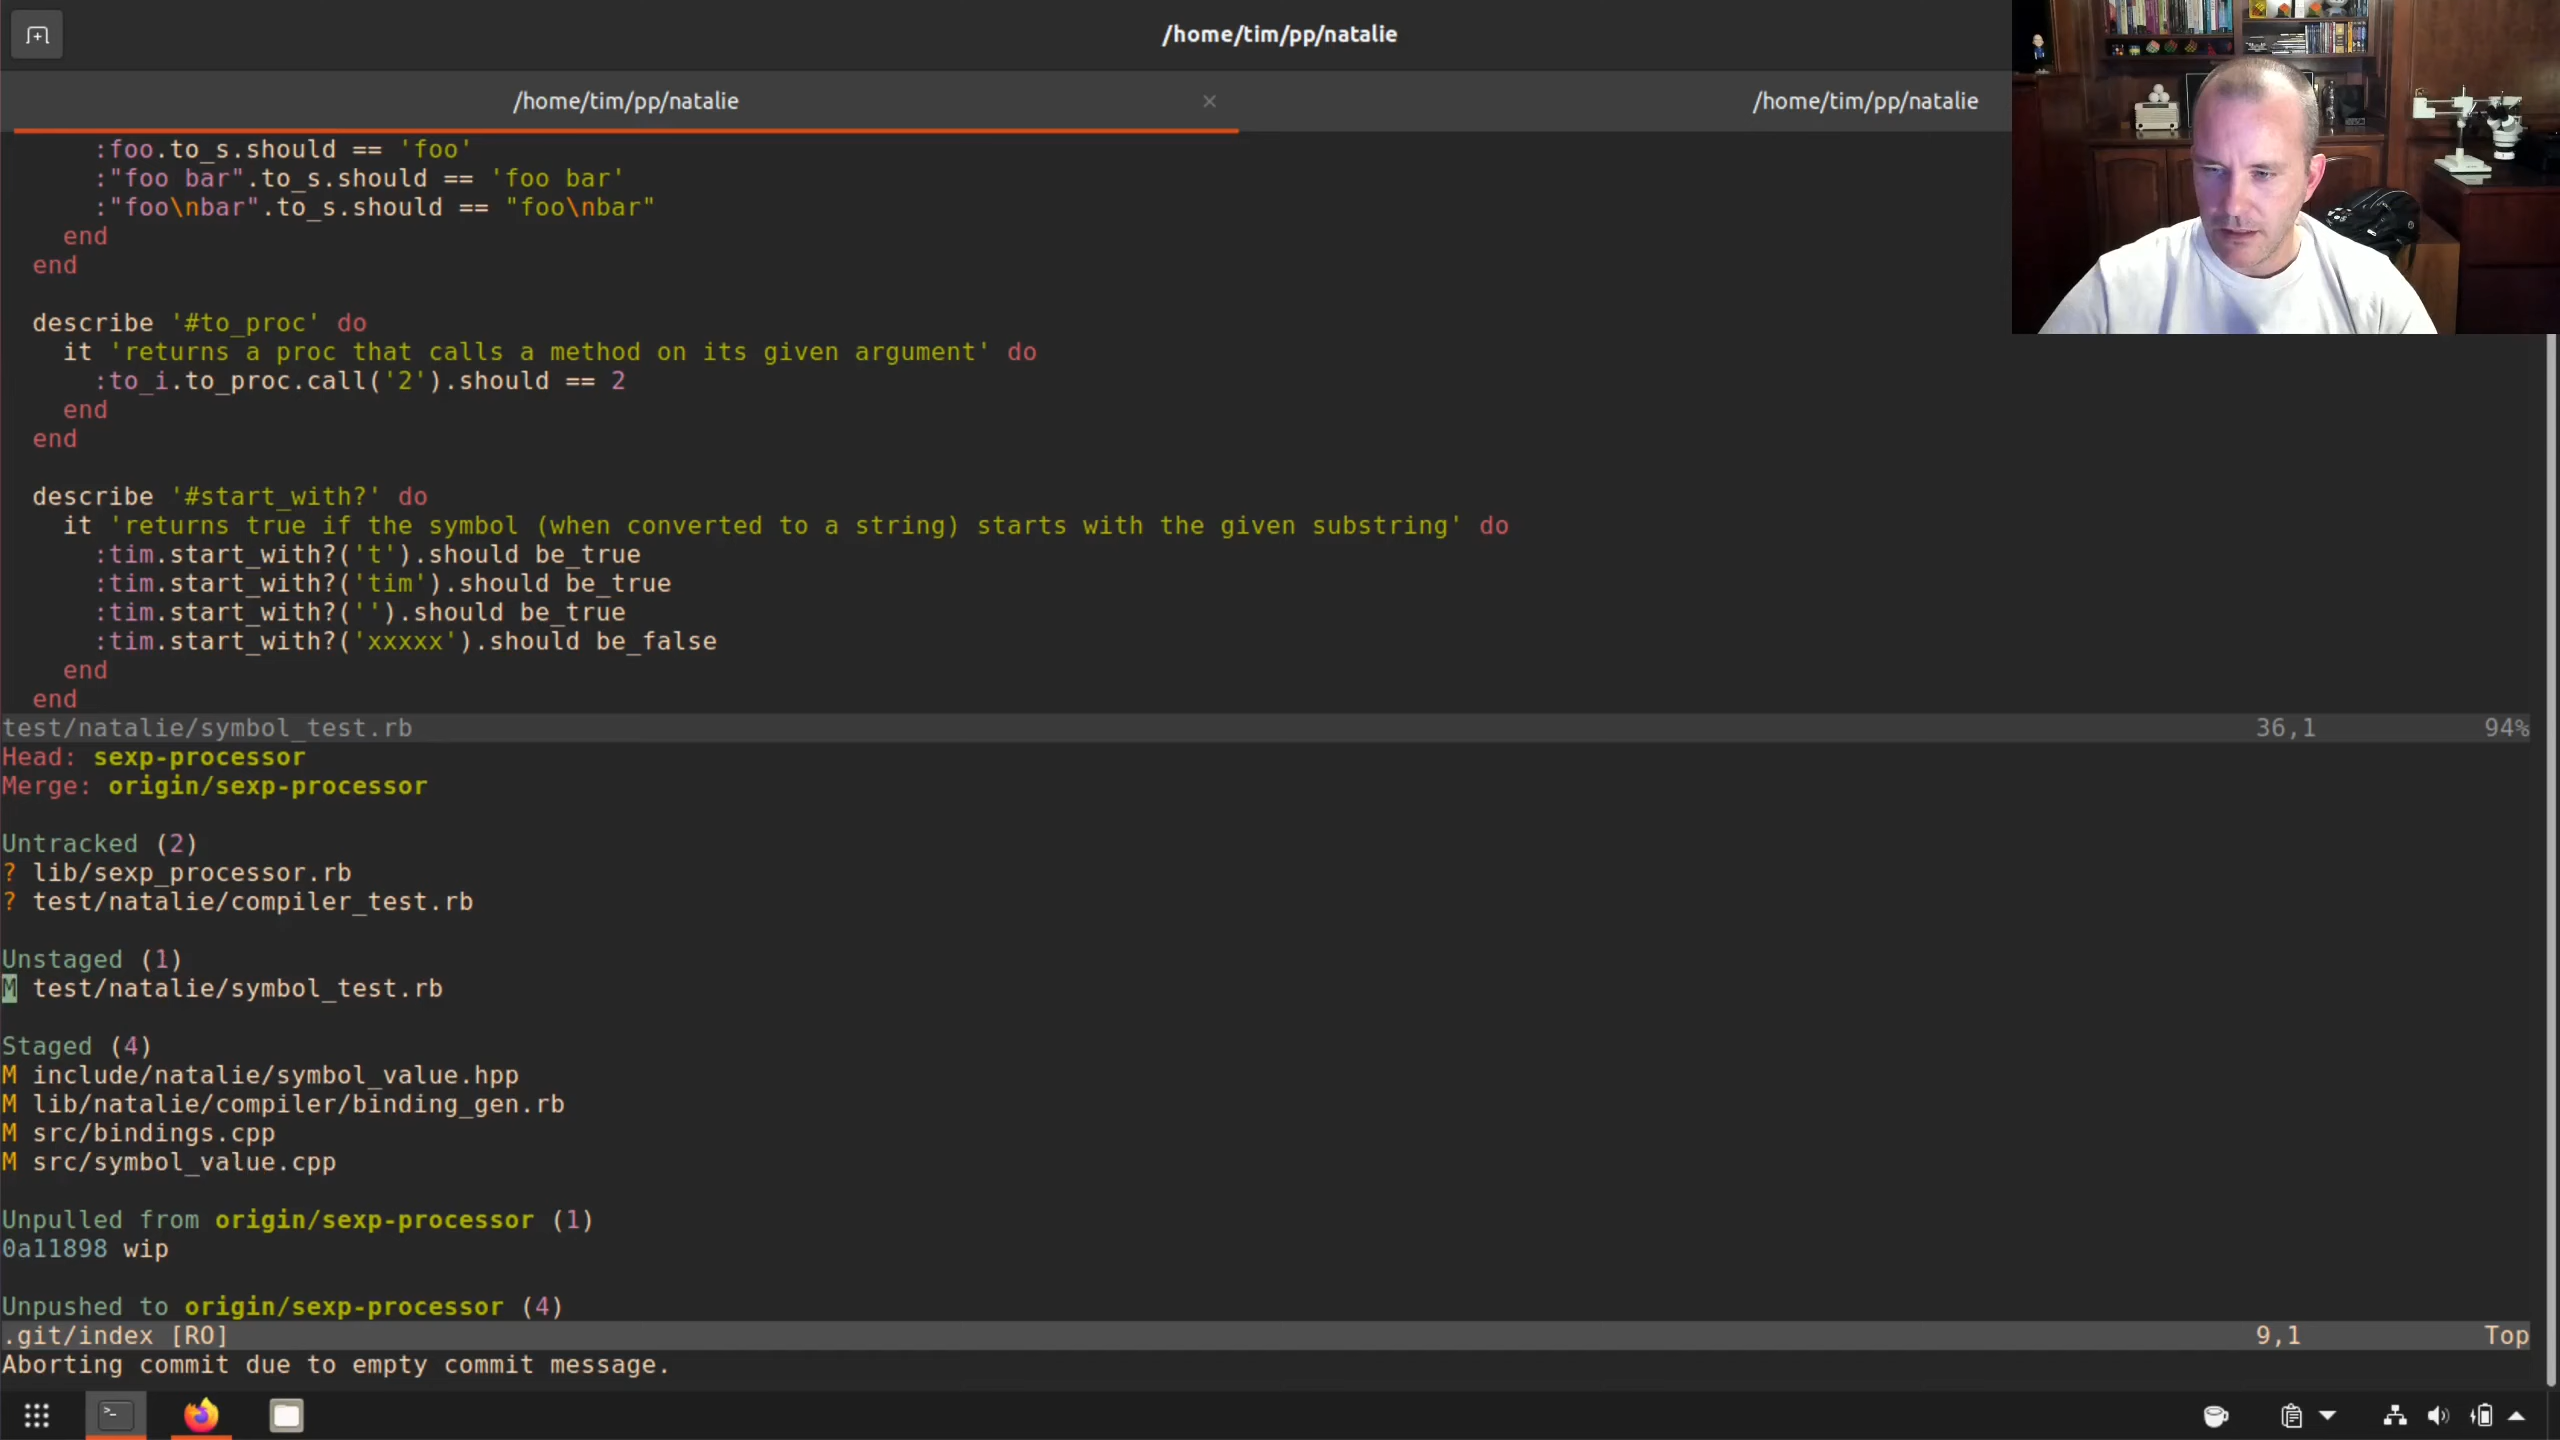 /home/tim/pp/natalie
/home/tim/pp/natalie × /home/tim/pp/natalie
:foo.to_s.should == 'foo'
:"foo bar".to_s.should == 'foo bar'
:"foo\nbar".to_s.should == "foo\nbar"
end
end
describe '#to_proc' do
it 'returns a proc that calls a method on its given argument' do
:to_i.to_proc.call('2').should == 2
end
end
describe '#start_with?' do
it 'returns true if the symbol (when converted to a string) starts with the given substring' do
:tim.start_with?('t').should be_true
:tim.start_with?('tim').should be_true
:tim.start_with?('').should be_true
:tim.start_with?('xxxxx').should be_false
end
end
test/natalie/symbol_test.rb 36,1 94%
Head: sexp-processor
Merge: origin/sexp-processor
Untracked (2)
? lib/sexp_processor.rb
? test/natalie/compiler_test.rb
Unstaged (1)
M test/natalie/symbol_test.rb
Staged (4)
M include/natalie/symbol_value.hpp
M lib/natalie/compiler/binding_gen.rb
M src/bindings.cpp
M src/symbol_value.cpp
Unpulled from origin/sexp-processor (1)
0a11898 wip
Unpushed to origin/sexp-processor (4)
.git/index [RO] 9,1 Top
Aborting commit due to empty commit message.